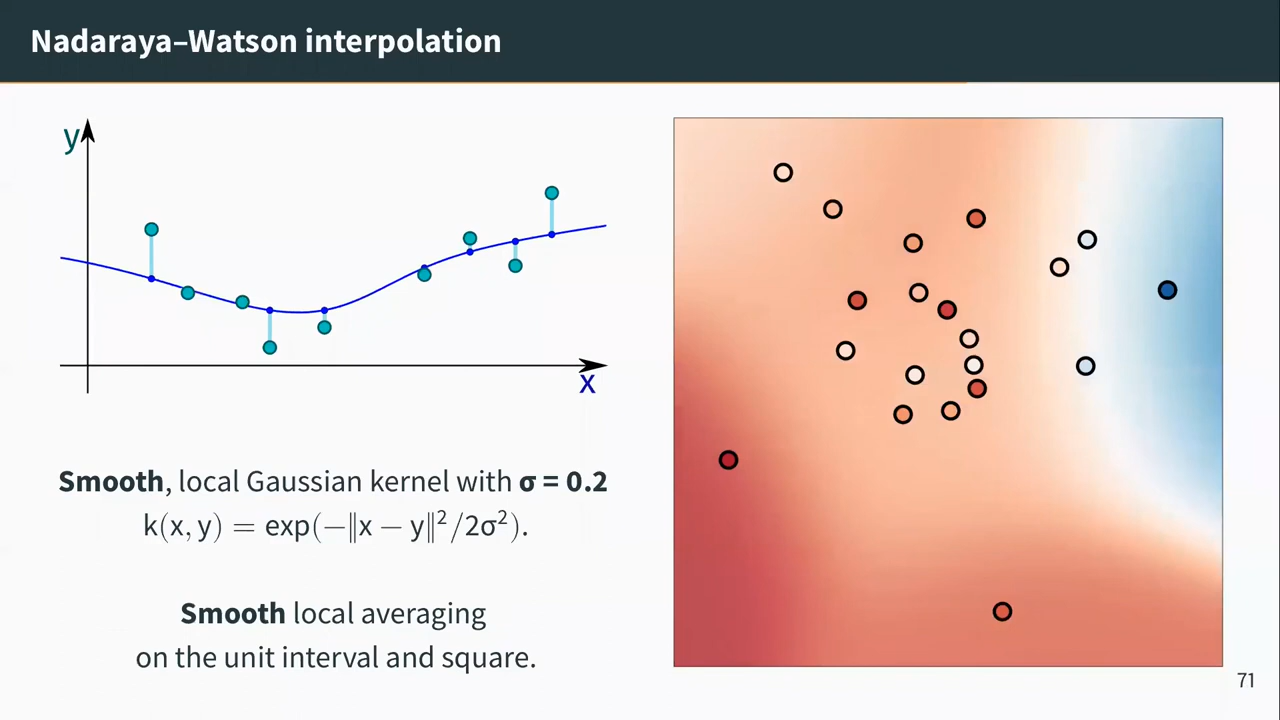 Nadaraya–Watson interpolation
y
x
Smooth, local Gaussian kernel with σ = 0.2
k(x, y) = exp(−‖x − y‖²/2σ²).
Smooth local averaging
on the unit interval and square.
71